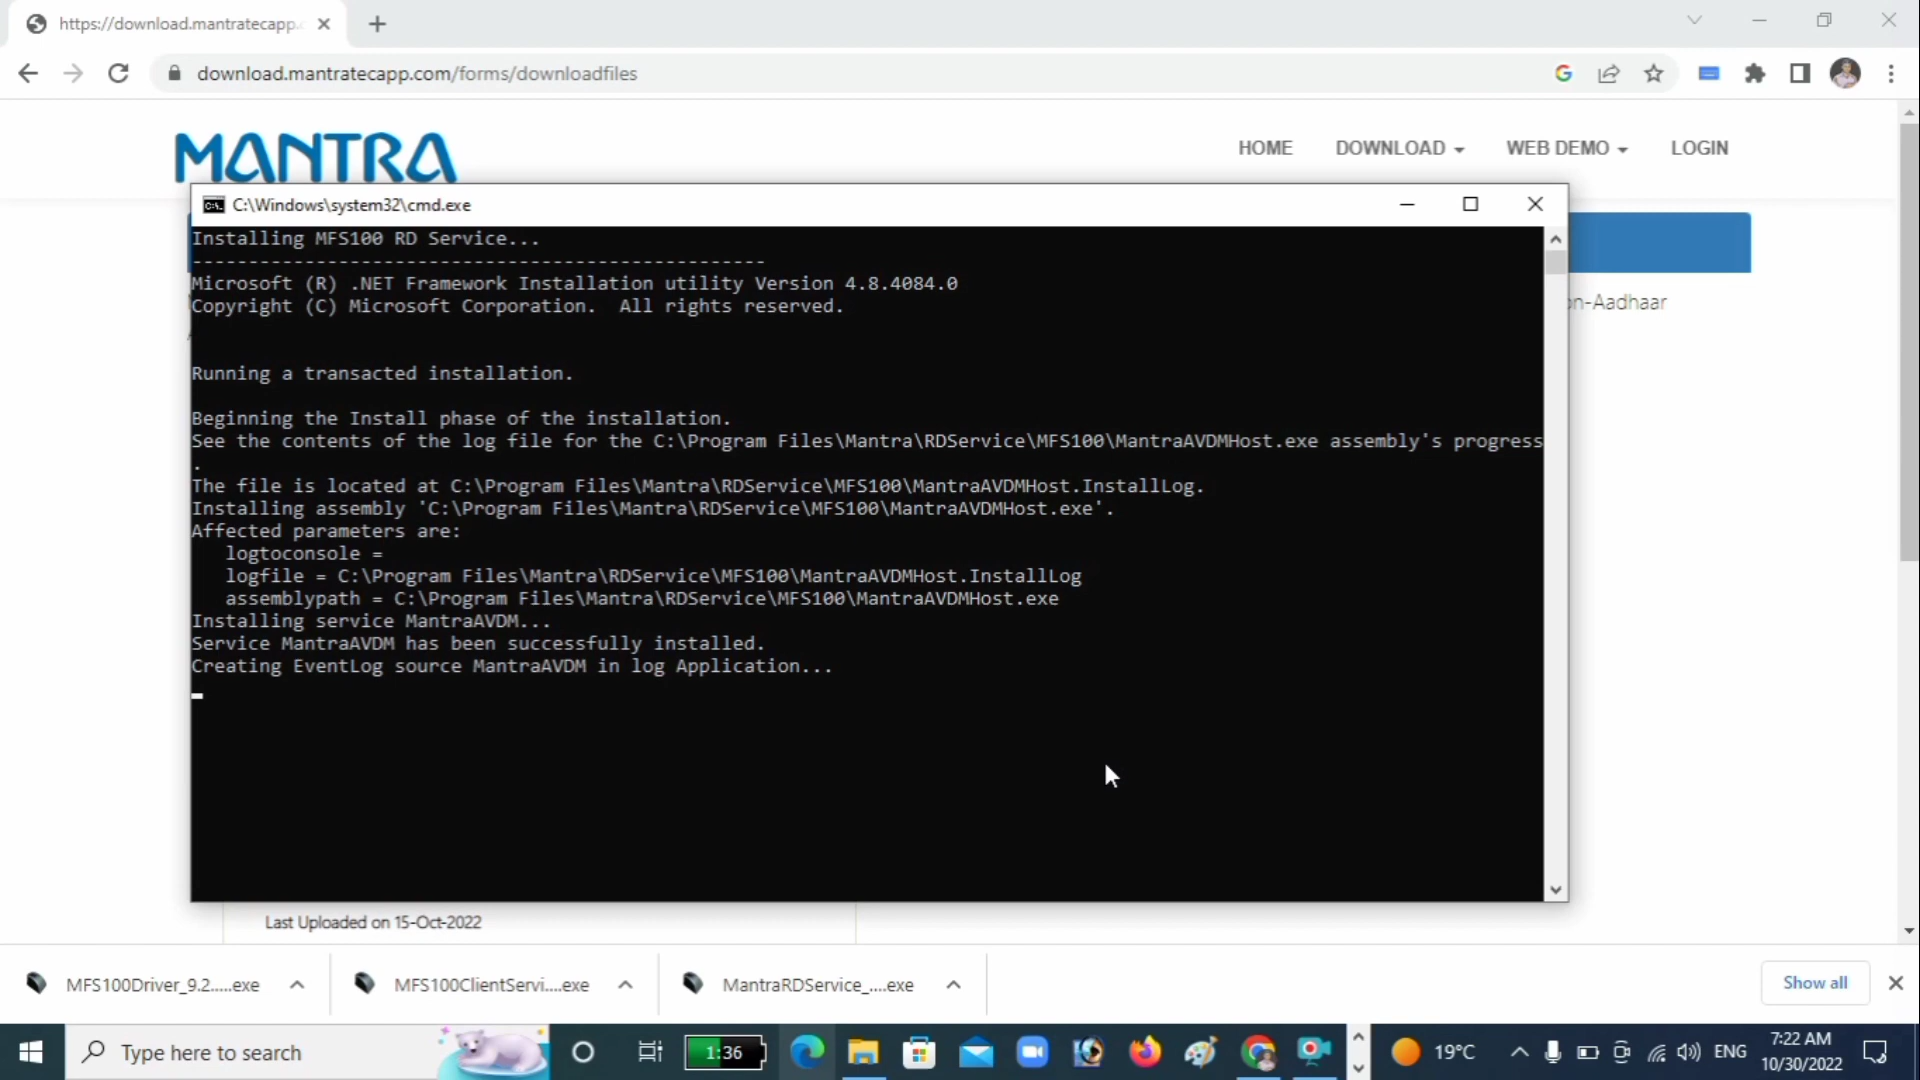 https://download.mantratecapp.
download.mantratecapp.com/forms/downloadfiles
MANTRA
HOME DOWNLOAD WEB DEMO LOGIN
C:\Windows\system32\cmd.exe
Installing MFS100 RD Service...
---------------------------------------------------
Microsoft (R) .NET Framework Installation utility Version 4.8.4084.0
Copyright (C) Microsoft Corporation.  All rights reserved.
Running a transacted installation.
Beginning the Install phase of the installation.
See the contents of the log file for the C:\Program Files\Mantra\RDService\MFS100\MantraAVDMHost.exe assembly's progress
.
The file is located at C:\Program Files\Mantra\RDService\MFS100\MantraAVDMHost.InstallLog.
Installing assembly 'C:\Program Files\Mantra\RDService\MFS100\MantraAVDMHost.exe'.
Affected parameters are:
logtoconsole =
logfile = C:\Program Files\Mantra\RDService\MFS100\MantraAVDMHost.InstallLog
assemblypath = C:\Program Files\Mantra\RDService\MFS100\MantraAVDMHost.exe
Installing service MantraAVDM...
Service MantraAVDM has been successfully installed.
Creating EventLog source MantraAVDM in log Application...
on-Aadhaar
Last Uploaded on 15-Oct-2022
MFS100Driver_9.2.....exe MFS100ClientServi....exe MantraRDService_....exe Show all
Type here to search 1:36 19°C ENG 7:22 AM
10/30/2022